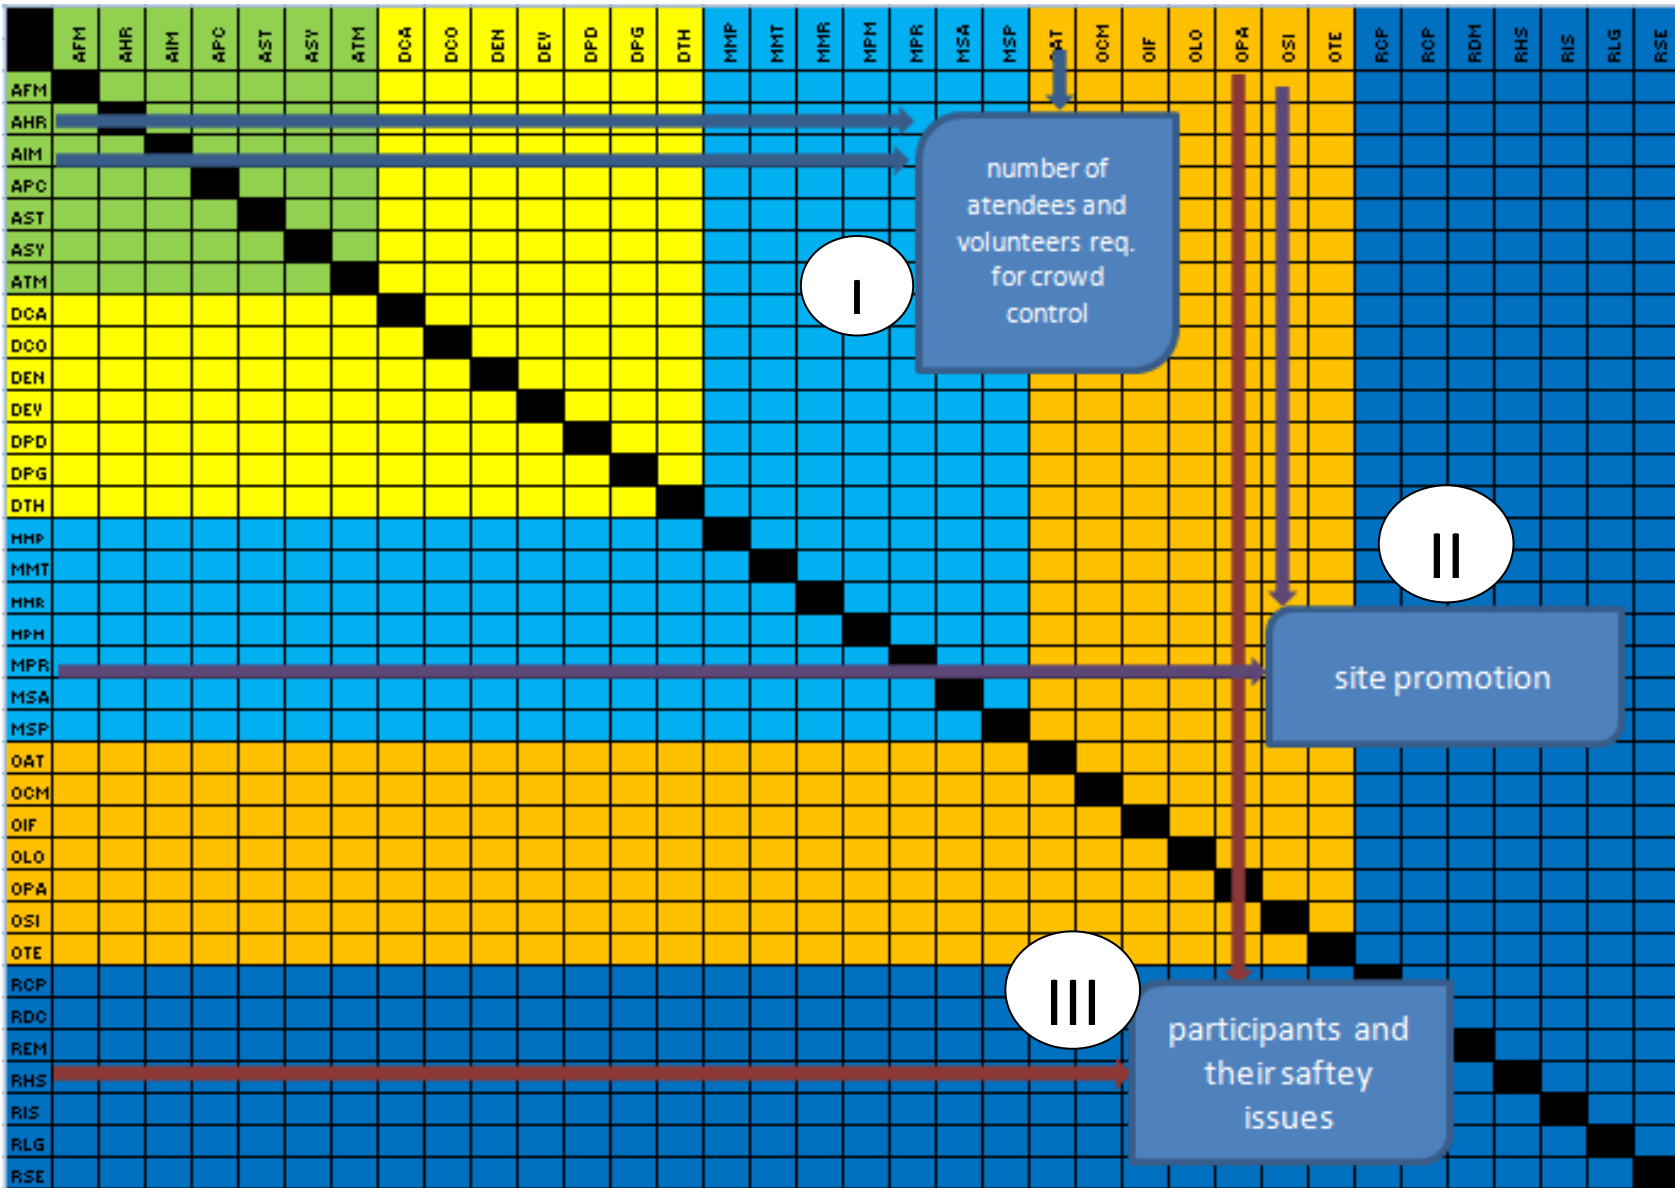 AFM AHR AIM APC AST ASY ATM DCA DCO DEN DEV DPD DPG DTH MMP MMT MMR MPM MPR MSA MSP OAT OCM OIF OLO OPA OSI OTE RCP RCP RDM RHS RIS RLG RSE
AFM
AHR
AIM
APC
AST
ASY
ATM
DCA
DCO
DEN
DEV
DPD
DPG
DTH
MMP
MMT
MMR
MPM
MPR
MSA
MSP
OAT
OCM
OIF
OLO
OPA
OSI
OTE
RCP
RDC
REM
RHS
RIS
RLG
RSE
number of
atendees and
volunteers req.
for crowd
control
I
II
site promotion
III
participants and
their saftey
issues